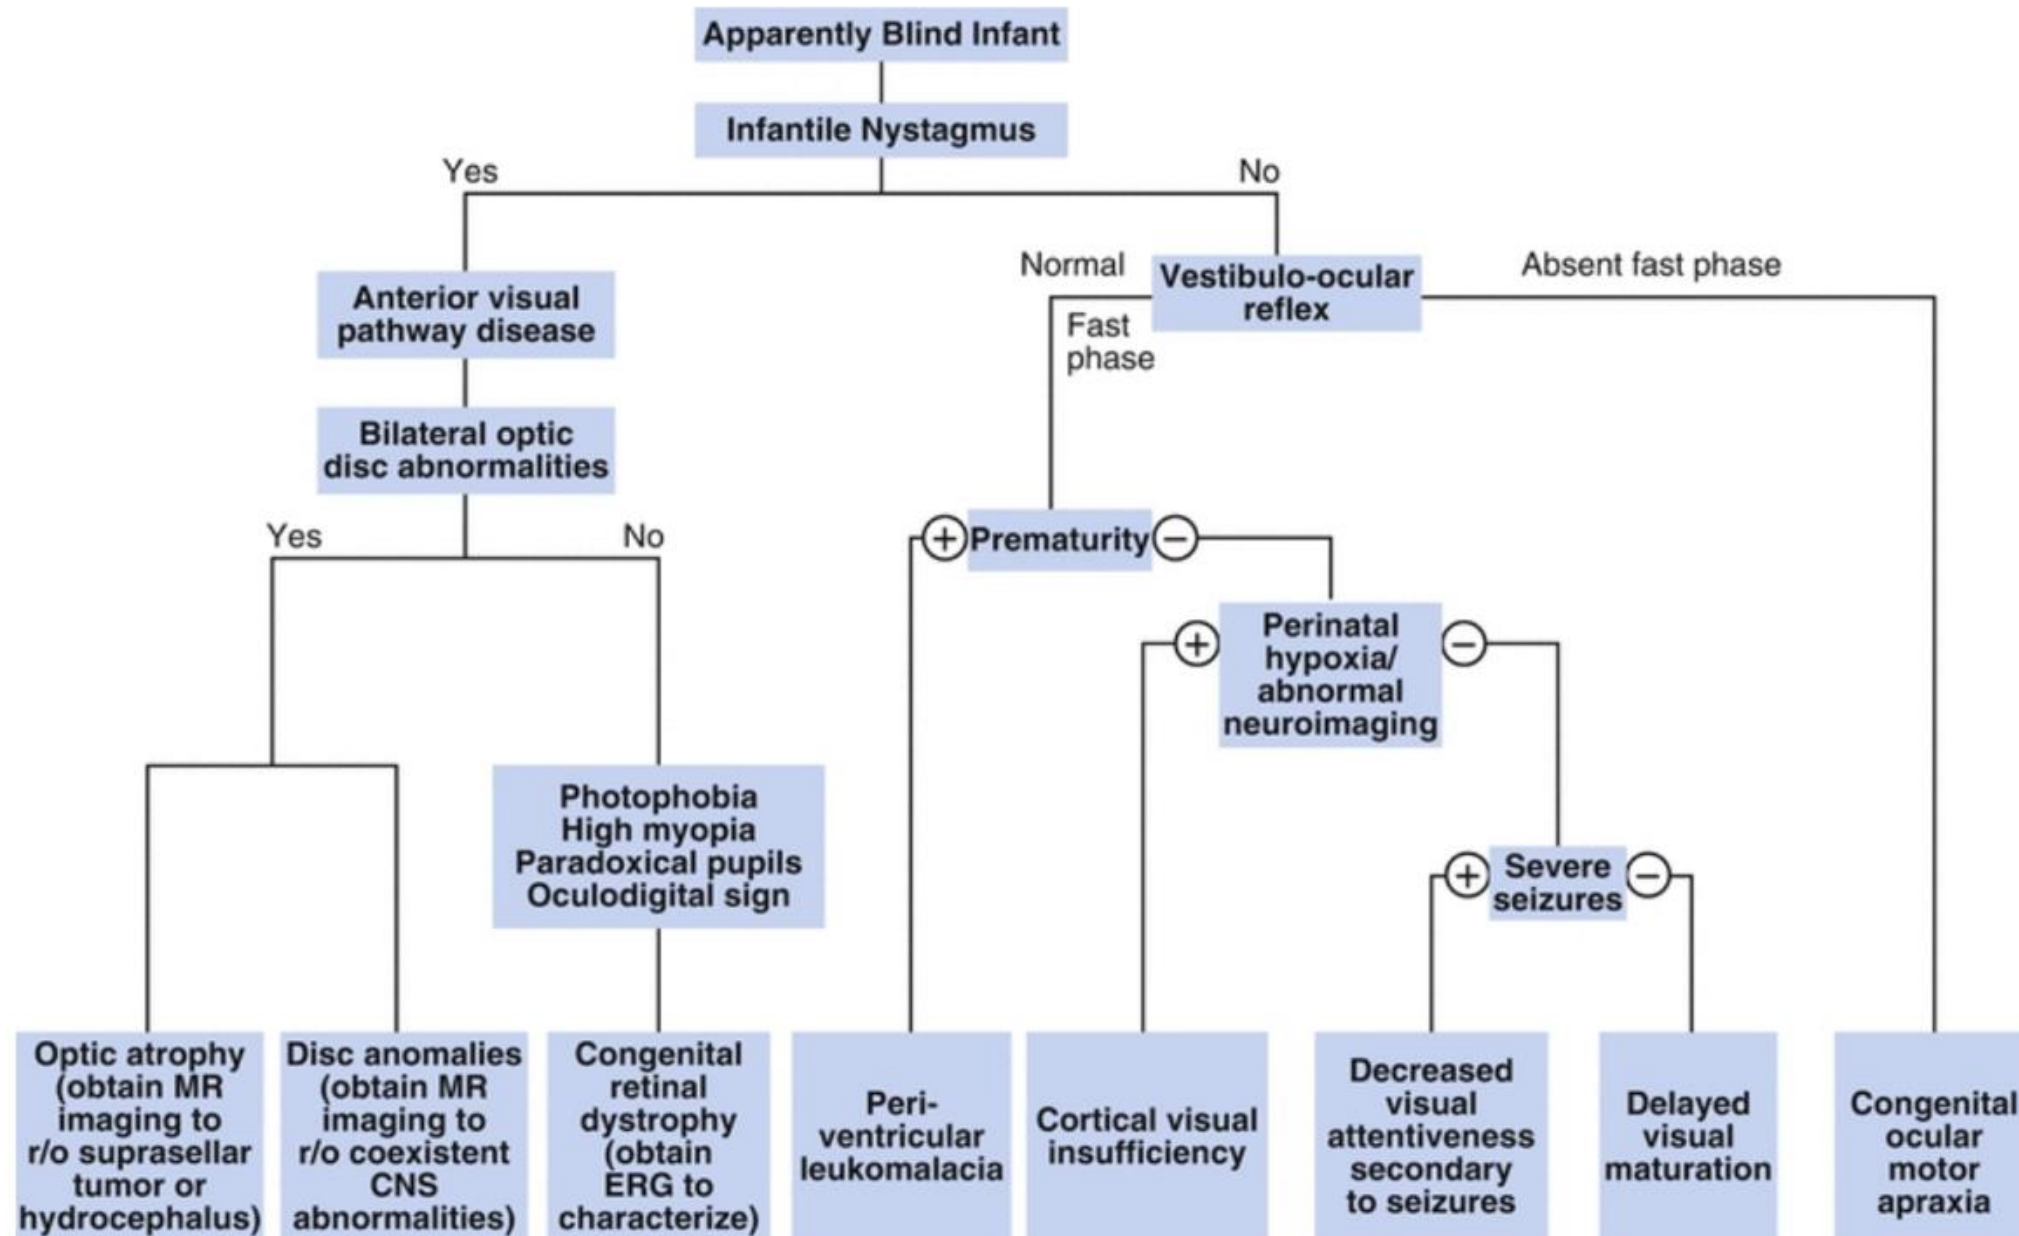 Apparently Blind Infant
Infantile Nystagmus
Yes
No
Anterior visual
pathway disease
Normal
Vestibulo-ocular
reflex
Absent fast phase
Fast
phase
Bilateral optic
disc abnormalities
Yes
No
+
Prematurity
−
+
Perinatal
hypoxia/
abnormal
neuroimaging
−
Photophobia
High myopia
Paradoxical pupils
Oculodigital sign
+
Severe
seizures
−
Optic atrophy
(obtain MR
imaging to
r/o suprasellar
tumor or
hydrocephalus)
Disc anomalies
(obtain MR
imaging to
r/o coexistent
CNS
abnormalities)
Congenital
retinal
dystrophy
(obtain
ERG to
characterize)
Peri-
ventricular
leukomalacia
Cortical visual
insufficiency
Decreased
visual
attentiveness
secondary
to seizures
Delayed
visual
maturation
Congenital
ocular
motor
apraxia